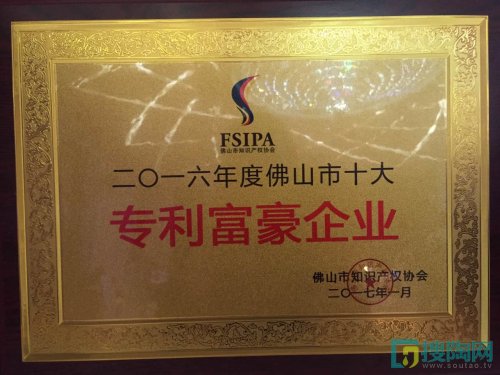 FSIPA
佛山市知识产权协会
二〇一六年度佛山市十大
专利富豪企业
佛山市知识产权协会
二〇一七年一月
搜陶网
www.soutao.tv